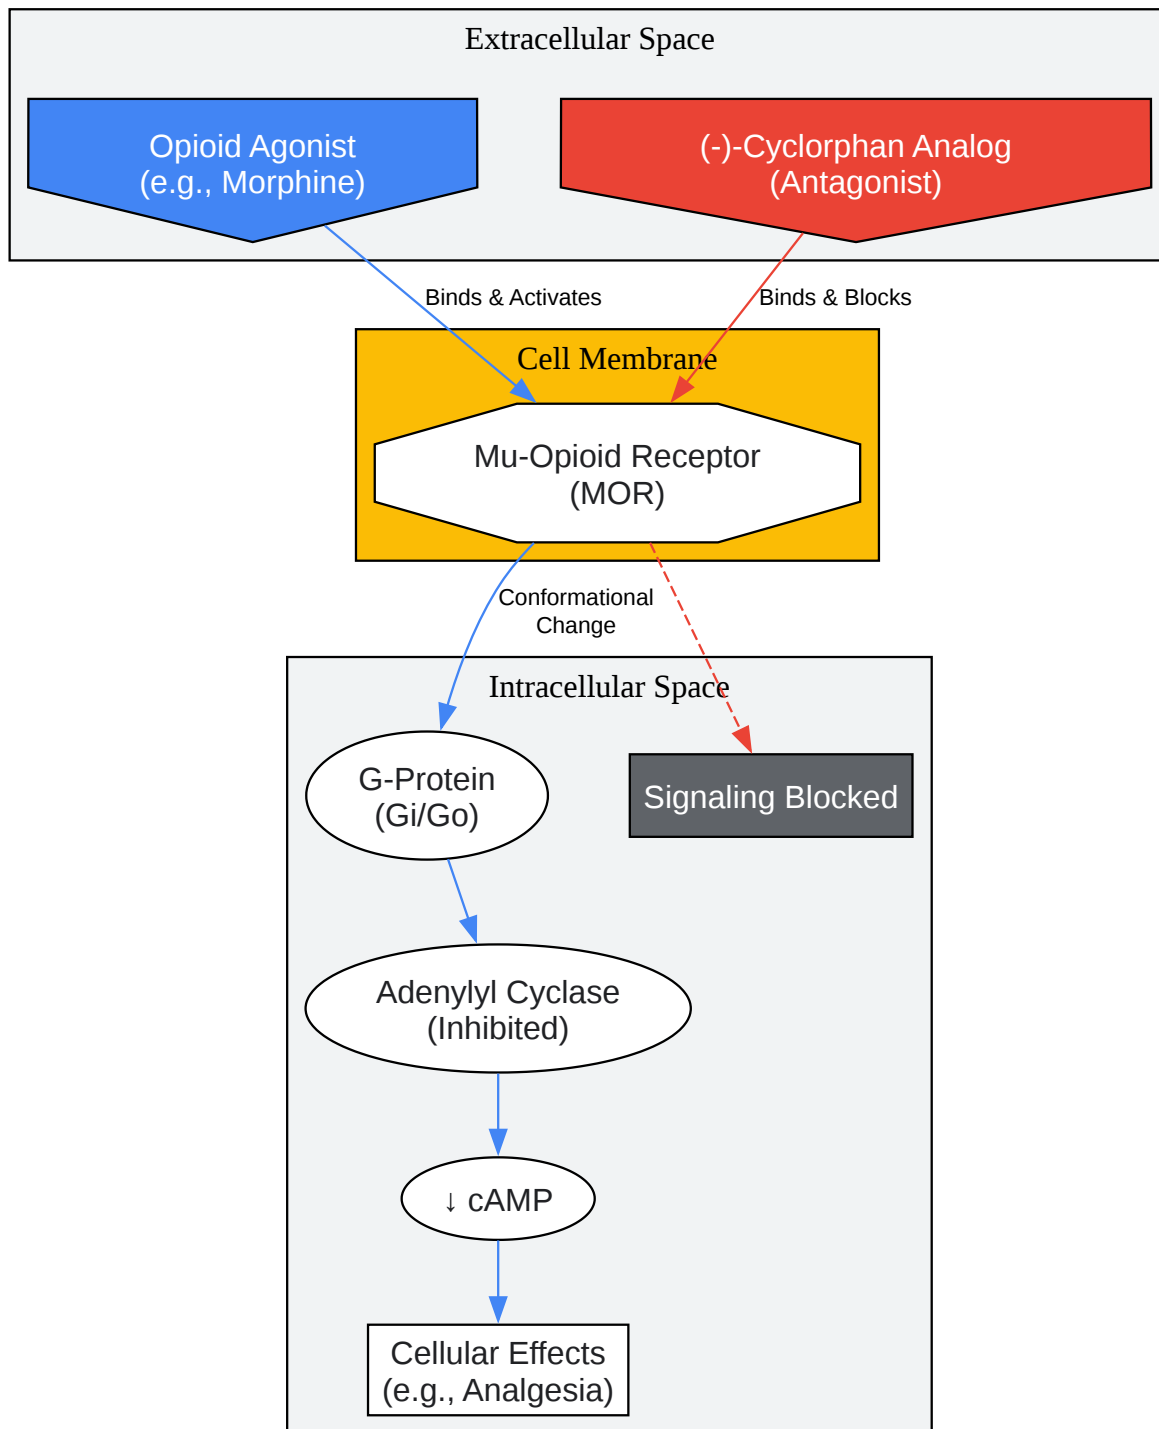 Extracellular Space
Opioid Agonist
(e.g., Morphine)
(-)-Cyclorphan Analog
(Antagonist)
Binds & Activates
Binds & Blocks
Cell Membrane
Mu-Opioid Receptor
(MOR)
Conformational
Change
Intracellular Space
G-Protein
(Gi/Go)
Signaling Blocked
Adenylyl Cyclase
(Inhibited)
↓ cAMP
Cellular Effects
(e.g., Analgesia)